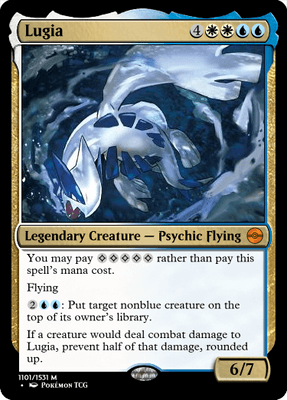 Lugia 4
Legendary Creature — Psychic Flying
You may pay rather than pay this
spell's mana cost.
Flying
2 : Put target nonblue creature on the
top of its owner's library.
If a creature would deal combat damage to
Lugia, prevent half of that damage, rounded
up.
6/7
1101/1531 M
• Pokémon TCG